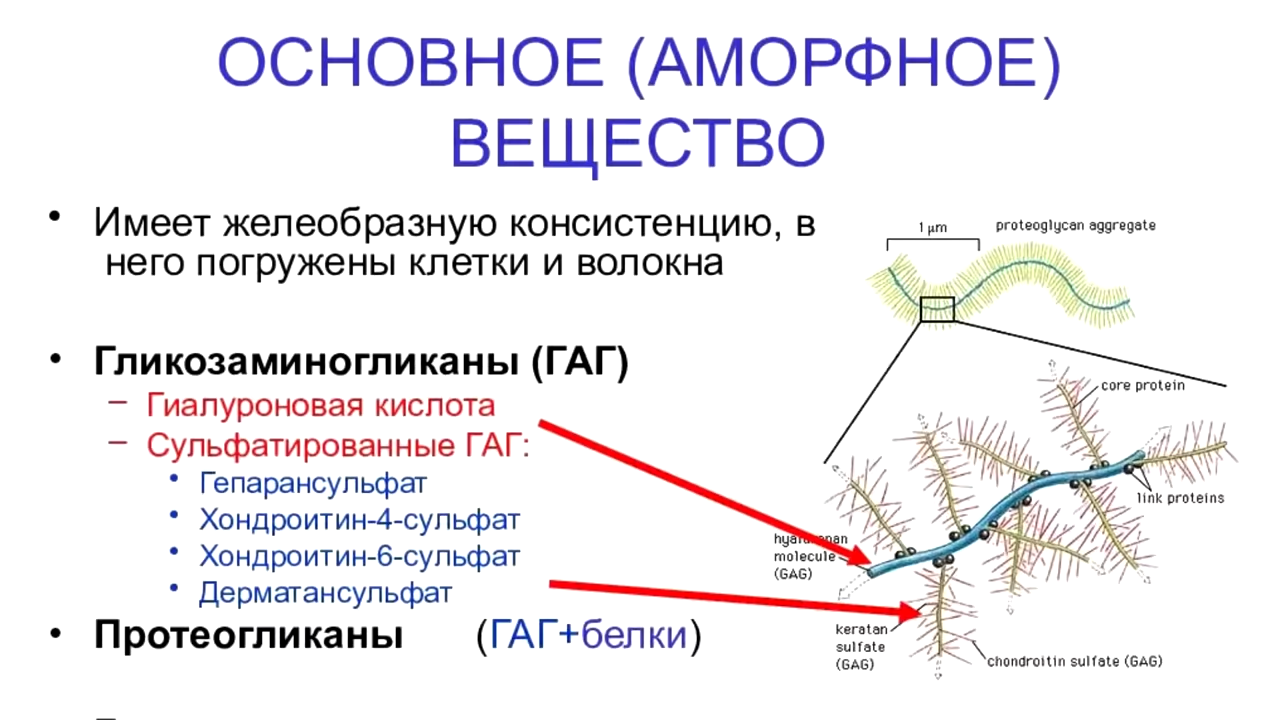 ОСНОВНОЕ (АМОРФНОЕ)
ВЕЩЕСТВО
• Имеет желеобразную консистенцию, в
него погружены клетки и волокна
• Гликозаминогликаны (ГАГ)
– Гиалуроновая кислота
– Сульфатированные ГАГ:
• Гепарансульфат
• Хондроитин-4-сульфат
• Хондроитин-6-сульфат
• Дерматансульфат
• Протеогликаны (ГАГ+белки)
1 µm
proteoglycan aggregate
core protein
link proteins
hyaluronan
molecule
(GAG)
keratan
sulfate
(GAG)
chondroitin sulfate (GAG)